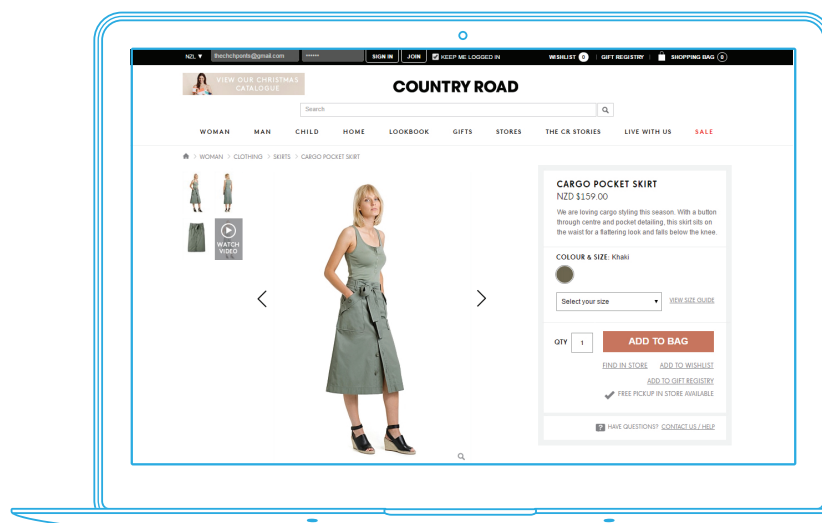 NZL ▼ thechchponts@gmail.com •••••• SIGN IN JOIN KEEP ME LOGGED IN WISHLIST 0 GIFT REGISTRY SHOPPING BAG 0
VIEW OUR CHRISTMAS
CATALOGUE
COUNTRY ROAD
Search
WOMAN MAN CHILD HOME LOOKBOOK GIFTS STORES THE CR STORIES LIVE WITH US SALE
> WOMAN > CLOTHING > SKIRTS > CARGO POCKET SKIRT
WATCH
VIDEO
CARGO POCKET SKIRT
NZD $159.00
We are loving cargo styling this season. With a button
through centre and pocket detailing, this skirt sits on
the waist for a flattering look and falls below the knee.
COLOUR & SIZE: Khaki
Select your size ▼ VIEW SIZE GUIDE
QTY 1 ADD TO BAG
FIND IN STORE ADD TO WISHLIST
ADD TO GIFT REGISTRY
FREE PICKUP IN STORE AVAILABLE
? HAVE QUESTIONS? CONTACT US / HELP